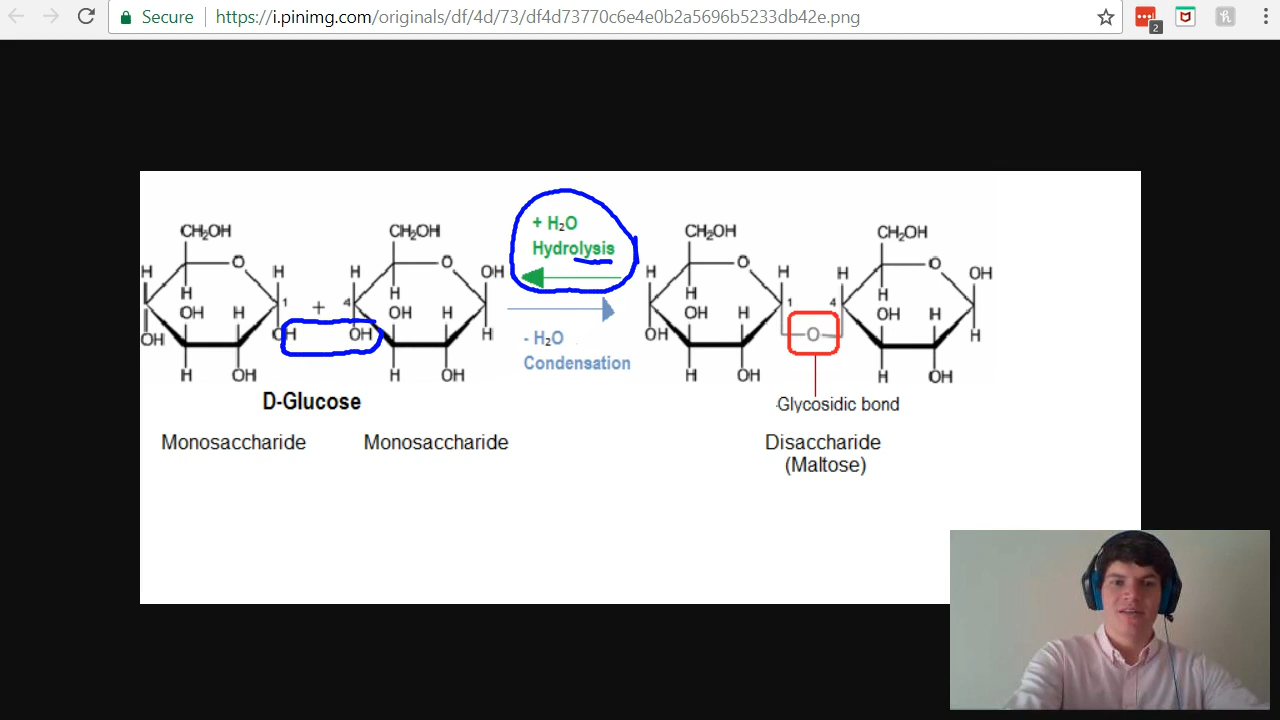 Secure https://i.pinimg.com/originals/df/4d/73/df4d73770c6e4e0b2a5696b5233db42e.png
2
+ H₂O
Hydrolysis
CH₂OH CH₂OH CH₂OH CH₂OH
H O H H O OH H O H H O OH
H 1 + 4 H H 1 4 H
OH H OH H OH H OH H
OH OH OH H OH O H
- H₂O
Condensation
H OH H OH H OH H OH
D-Glucose
Glycosidic bond
Monosaccharide Monosaccharide Disaccharide
(Maltose)